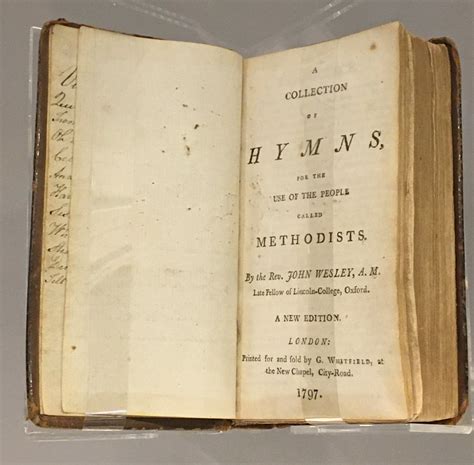 A
COLLECTION
OF
HYMNS,
FOR THE
USE OF THE PEOPLE
CALLED
METHODISTS.
By the Rev. JOHN WESLEY, A. M.
Late Fellow of Lincoln-College, Oxford.
A NEW EDITION.
LONDON:
Printed for and sold by G. WHITFIELD, at
the New Chapel, City-Road.
1797.